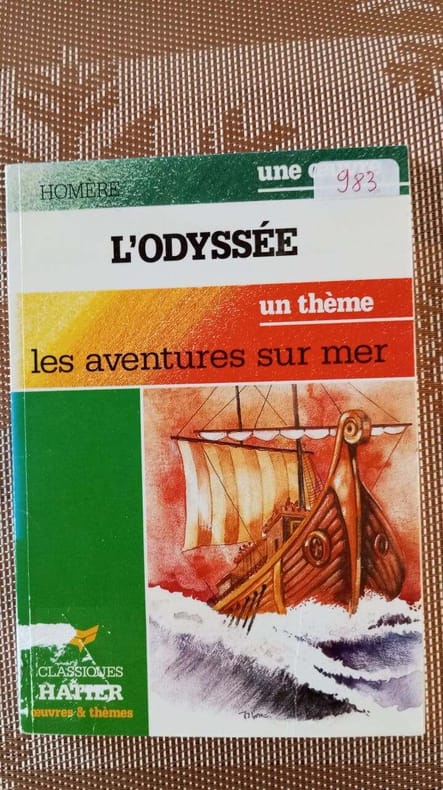 une
983
HOMÈRE
L'ODYSSÉE
un thème
les aventures sur mer
CLASSIQUES
HATIER
œuvres & thèmes